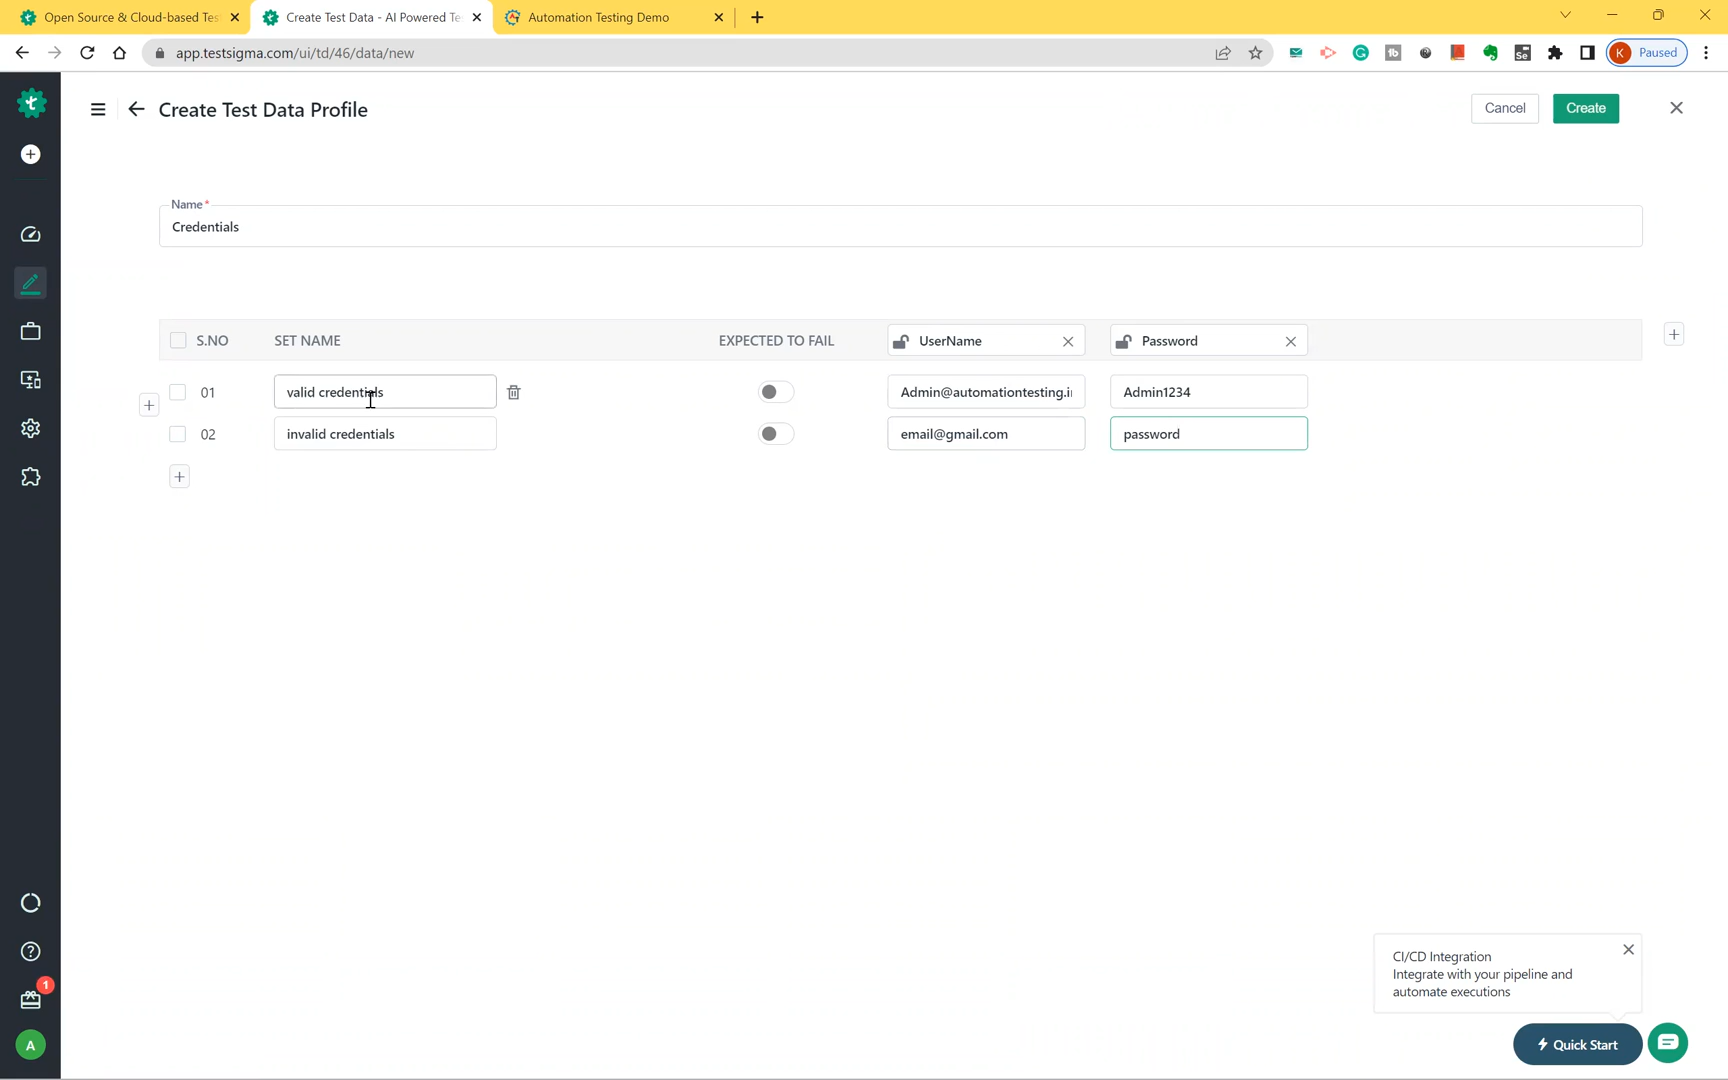 Open Source & Cloud-based Tes
Create Test Data - AI Powered Te
Automation Testing Demo
app.testsigma.com/ui/td/46/data/new
K Paused
Create Test Data Profile
Cancel
Create
Name*
Credentials
S.NO SET NAME EXPECTED TO FAIL UserName Password
01 valid credentials Admin@automationtesting.i Admin1234
02 invalid credentials email@gmail.com password
1
A
CI/CD Integration
Integrate with your pipeline and
automate executions
Quick Start